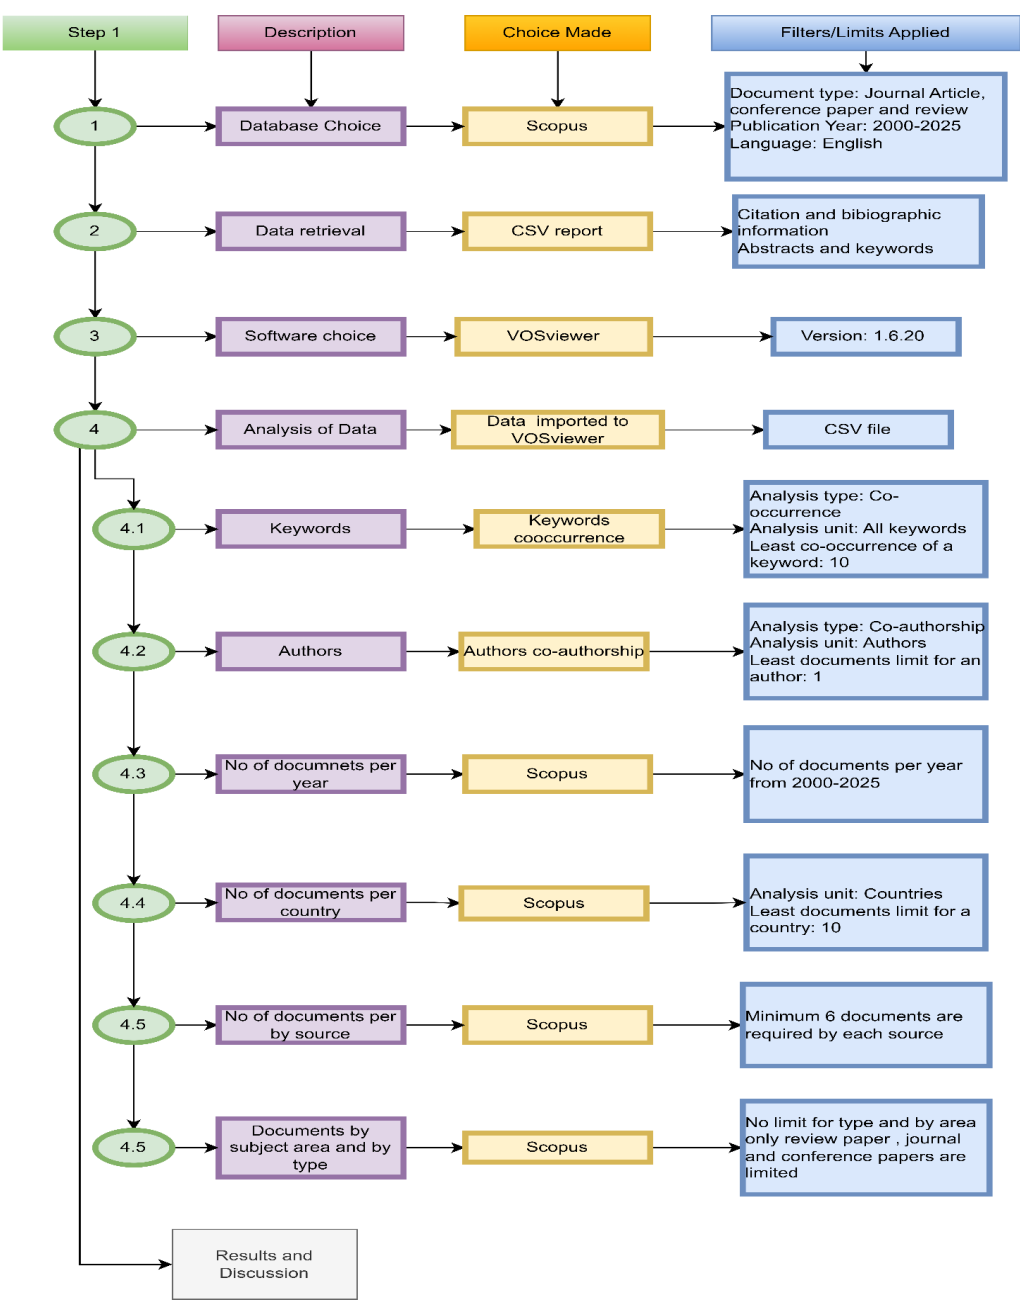 Step 1
Description
Choice Made
Filters/Limits Applied
1
Database Choice
Scopus
Document type: Journal Article,
conference paper and review
Publication Year: 2000-2025
Language: English
2
Data retrieval
CSV report
Citation and bibiographic
information
Abstracts and keywords
3
Software choice
VOSviewer
Version: 1.6.20
4
Analysis of Data
Data imported to
VOSviewer
CSV file
4.1
Keywords
Keywords
cooccurrence
Analysis type: Co-
occurrence
Analysis unit: All keywords
Least co-occurrence of a
keyword: 10
4.2
Authors
Authors co-authorship
Analysis type: Co-authorship
Analysis unit: Authors
Least documents limit for an
author: 1
4.3
No of documnets per
year
Scopus
No of documents per year
from 2000-2025
4.4
No of documents per
country
Scopus
Analysis unit: Countries
Least documents limit for a
country: 10
4.5
No of documents per
by source
Scopus
Minimum 6 documents are
required by each source
4.5
Documents by
subject area and by
type
Scopus
No limit for type and by area
only review paper , journal
and conference papers are
limited
Results and
Discussion